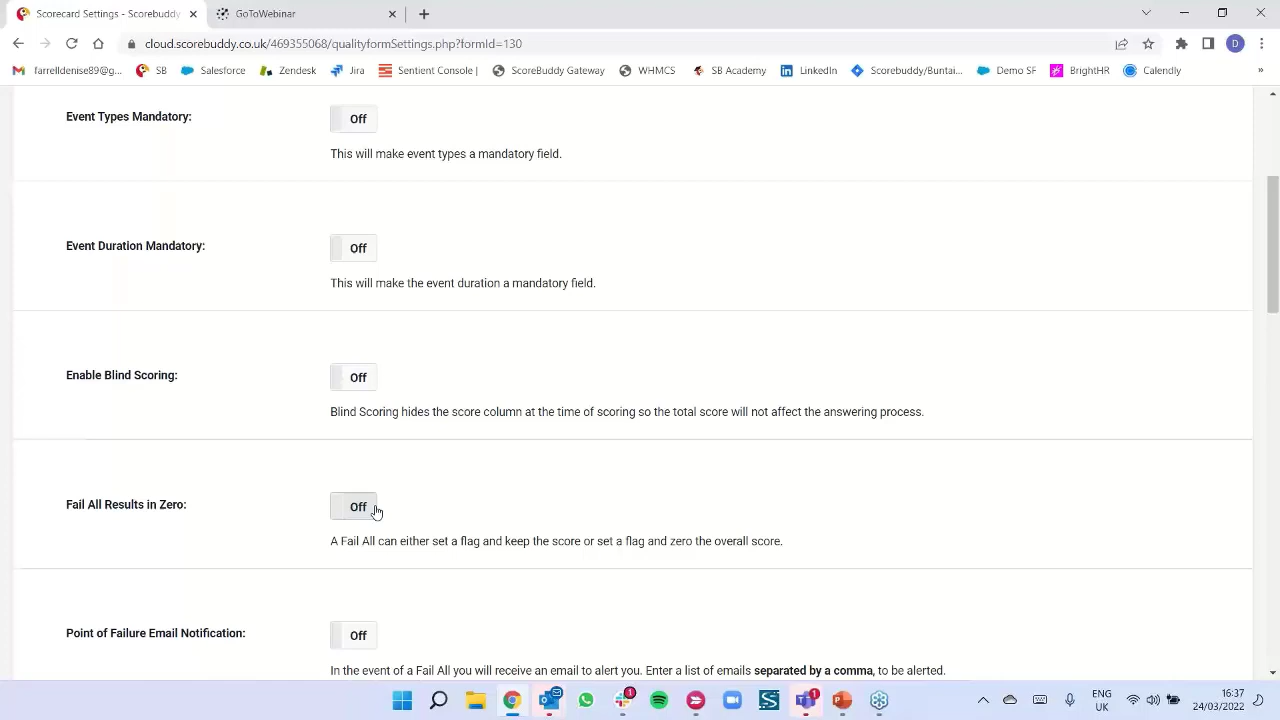 Scorecard Settings - Scorebuddy
GoToWebinar
cloud.scorebuddy.co.uk/469355068/qualityformSettings.php?formId=130
D
farrelldenise89@g...
SB
Salesforce
Zendesk
Jira
Sentient Console |
ScoreBuddy Gateway
WHMCS
SB Academy
LinkedIn
Scorebuddy/Buntai...
Demo SF
BrightHR
Calendly
»
Event Types Mandatory:
Off
This will make event types a mandatory field.
Event Duration Mandatory:
Off
This will make the event duration a mandatory field.
Enable Blind Scoring:
Off
Blind Scoring hides the score column at the time of scoring so the total score will not affect the answering process.
Fail All Results in Zero:
Off
A Fail All can either set a flag and keep the score or set a flag and zero the overall score.
Point of Failure Email Notification:
Off
In the event of a Fail All you will receive an email to alert you. Enter a list of emails separated by a comma, to be alerted.
1
1
ENG
UK
16:37
24/03/2022